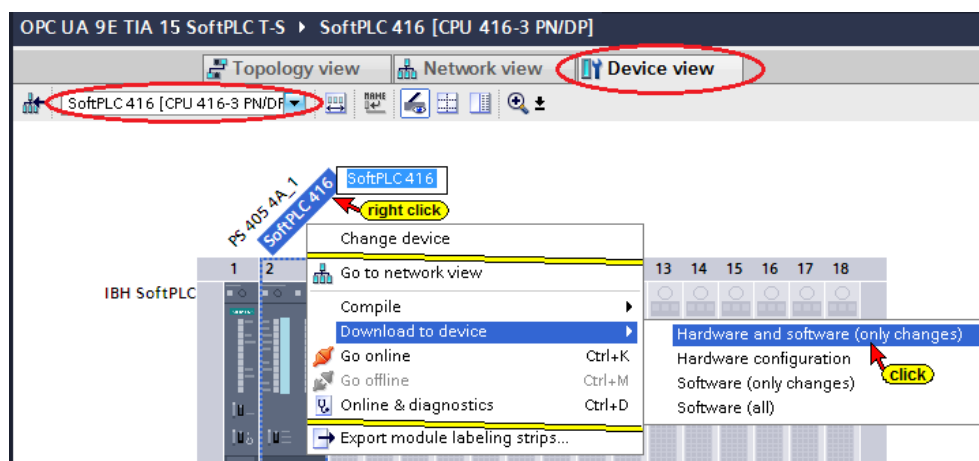 OPC UA 9E TIA 15 SoftPLC T-S ▸ SoftPLC 416 [CPU 416-3 PN/DP]
Topology view Network view Device view
SoftPLC 416 [CPU 416-3 PN/DP
SoftPLC 416
right click
PS 405 4A_1
SoftPLC 416
Change device
1 2 Go to network view 13 14 15 16 17 18
IBH SoftPLC
Compile
Download to device
Hardware and software (only changes)
Go online Ctrl+K
Hardware configuration
click
Go offline Ctrl+M
Software (only changes)
Online & diagnostics Ctrl+D
Software (all)
Export module labeling strips...